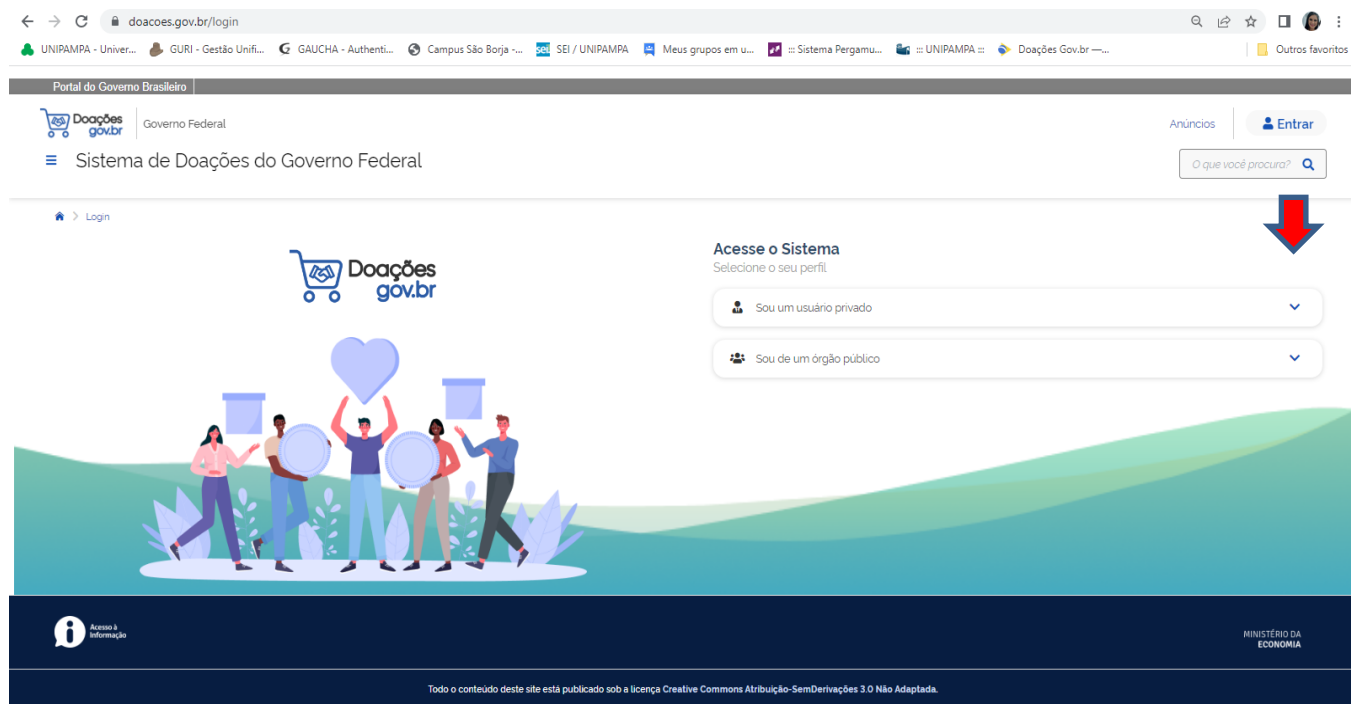 doacoes.gov.br/login
UNIPAMPA - Univer... GURI - Gestão Unifi... GAUCHA - Authenti... Campus São Borja -... SEI / UNIPAMPA Meus grupos em u... ::: Sistema Pergamu... ::: UNIPAMPA ::: Doações Gov.br —... Outros favoritos
Portal do Governo Brasileiro
Doações gov.br Governo Federal Anúncios Entrar
Sistema de Doações do Governo Federal O que você procura?
Login
Doações
gov.br
Acesse o Sistema
Selecione o seu perfil
Sou um usuário privado
Sou de um órgão público
Acesso à
Informação
MINISTÉRIO DA
ECONOMIA
Todo o conteúdo deste site está publicado sob a licença Creative Commons Atribuição-SemDerivações 3.0 Não Adaptada.